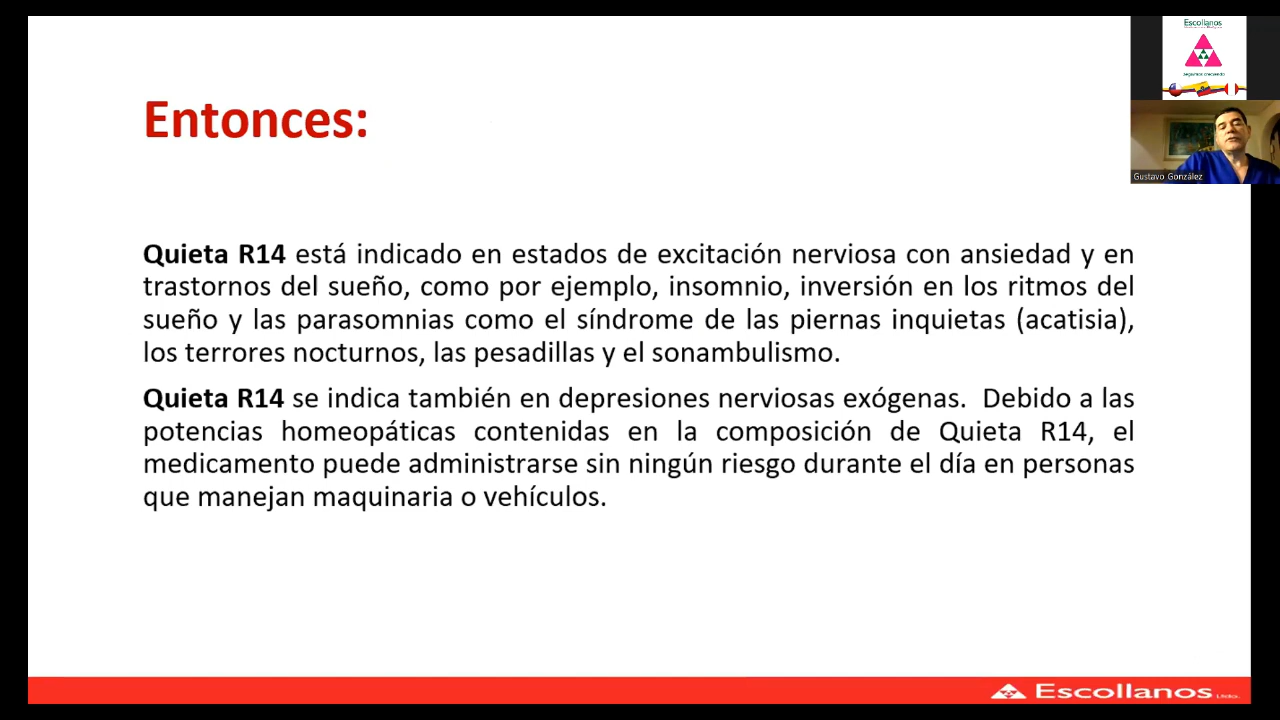 Entonces:
Quieta R14 está indicado en estados de excitación nerviosa con ansiedad y en
trastornos del sueño, como por ejemplo, insomnio, inversión en los ritmos del
sueño y las parasomnias como el síndrome de las piernas inquietas (acatisia),
los terrores nocturnos, las pesadillas y el sonambulismo.
Quieta R14 se indica también en depresiones nerviosas exógenas. Debido a las
potencias homeopáticas contenidas en la composición de Quieta R14, el
medicamento puede administrarse sin ningún riesgo durante el día en personas
que manejan maquinaria o vehículos.
Escollanos
Gustavo González
Escollanos